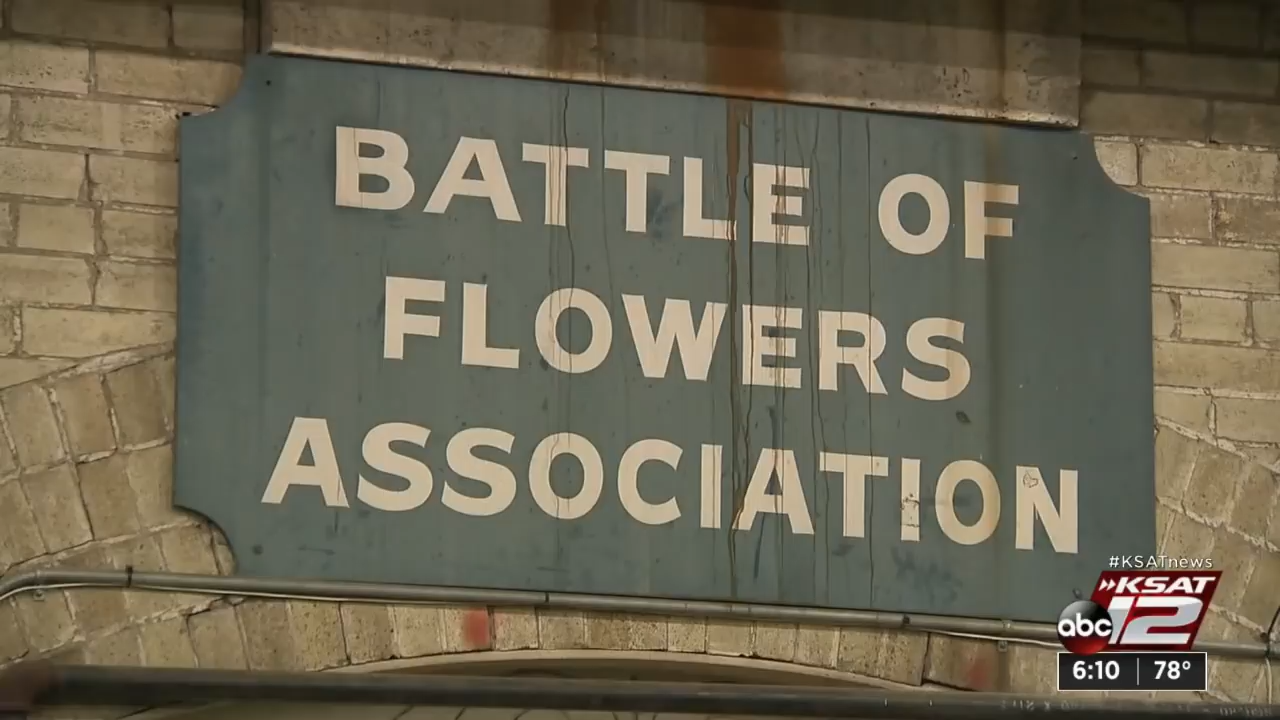 BATTLE OF
FLOWERS
ASSOCIATION
#KSATnews
KSAT
abc 12
6:10 78°